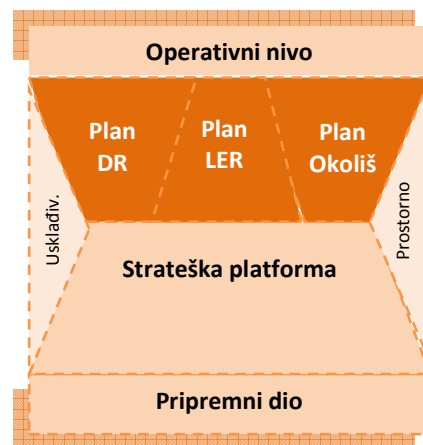 Operativni nivo
Plan
DR
Plan
LER
Plan
Okoliš
Usklađiv.
Prostorno
Strateška platforma
Pripremni dio